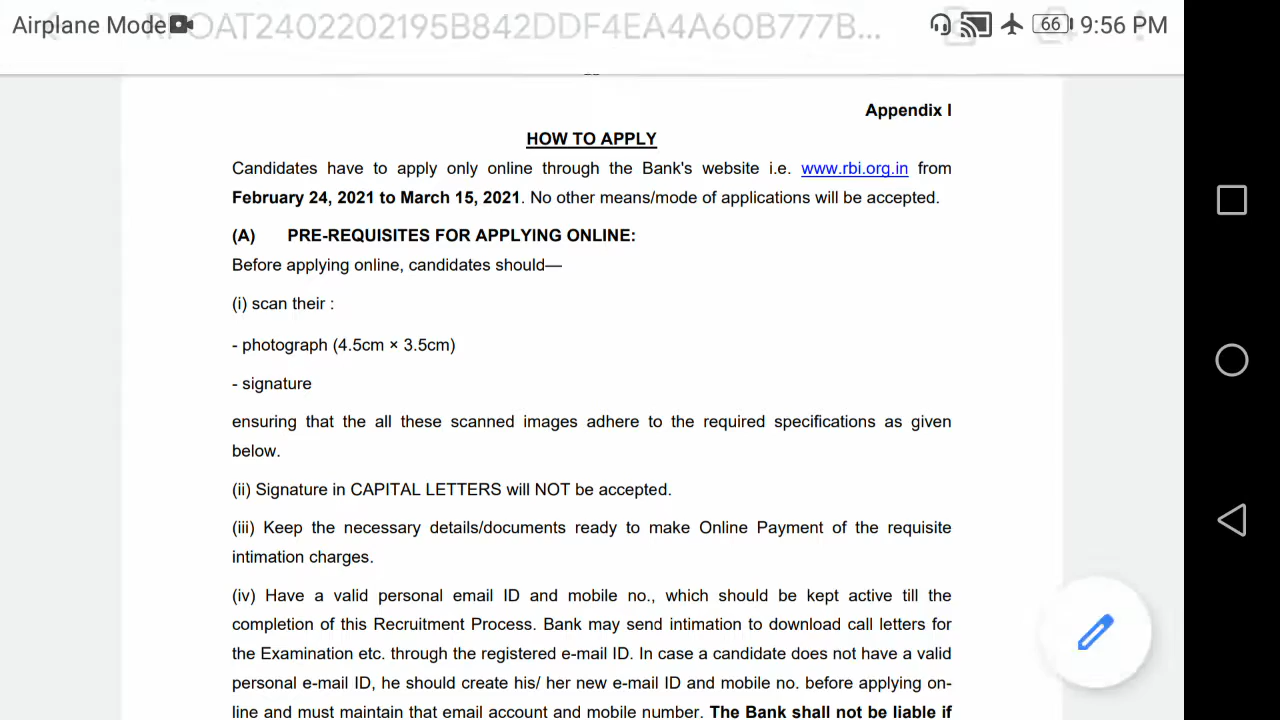 Airplane Mode
RFOAT2402202195B842DDF4EA4A60B777B...
66
9:56 PM
Appendix I
HOW TO APPLY
Candidates have to apply only online through the Bank's website i.e. www.rbi.org.in from
February 24, 2021 to March 15, 2021. No other means/mode of applications will be accepted.
(A) PRE-REQUISITES FOR APPLYING ONLINE:
Before applying online, candidates should—
(i) scan their :
- photograph (4.5cm × 3.5cm)
- signature
ensuring that the all these scanned images adhere to the required specifications as given
below.
(ii) Signature in CAPITAL LETTERS will NOT be accepted.
(iii) Keep the necessary details/documents ready to make Online Payment of the requisite
intimation charges.
(iv) Have a valid personal email ID and mobile no., which should be kept active till the
completion of this Recruitment Process. Bank may send intimation to download call letters for
the Examination etc. through the registered e-mail ID. In case a candidate does not have a valid
personal e-mail ID, he should create his/ her new e-mail ID and mobile no. before applying on-
line and must maintain that email account and mobile number. The Bank shall not be liable if